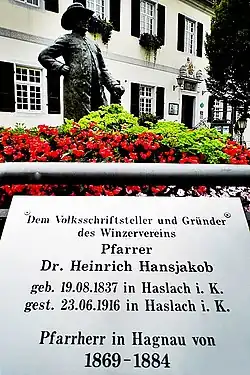 Dem Volksschriftsteller und Gründer
des Winzervereins
Pfarrer
Dr. Heinrich Hansjakob
geb. 19.08.1837 in Haslach i. K.
gest. 23.06.1916 in Haslach i. K.
Pfarrherr in Hagnau von
1869-1884